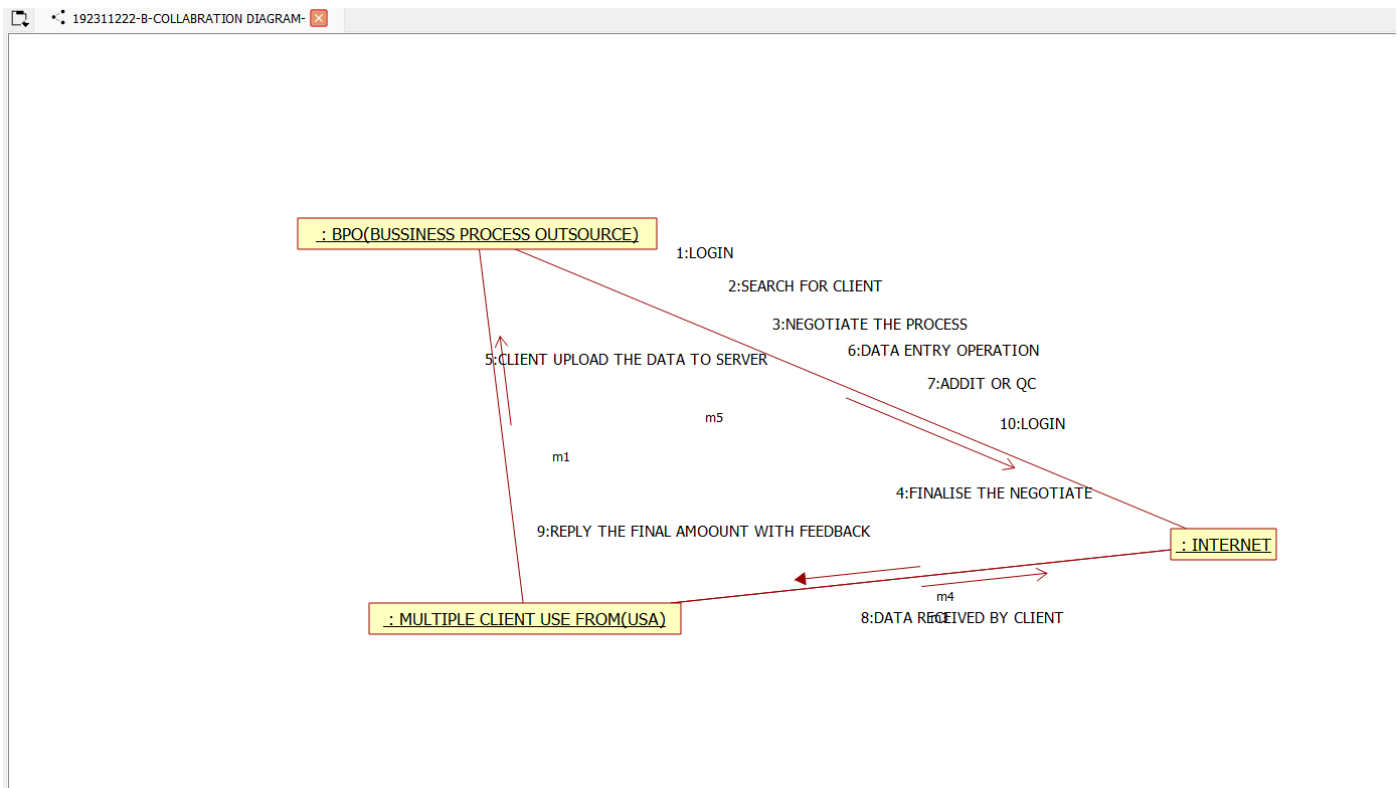 192311222-B-COLLABRATION DIAGRAM-
: BPO(BUSSINESS PROCESS OUTSOURCE)
1:LOGIN
2:SEARCH FOR CLIENT
3:NEGOTIATE THE PROCESS
6:DATA ENTRY OPERATION
5:CLIENT UPLOAD THE DATA TO SERVER
7:ADDIT OR QC
m5
10:LOGIN
m1
4:FINALISE THE NEGOTIATE
9:REPLY THE FINAL AMOOUNT WITH FEEDBACK
: INTERNET
m4
8:DATA RECEIVED BY CLIENT
: MULTIPLE CLIENT USE FROM(USA)